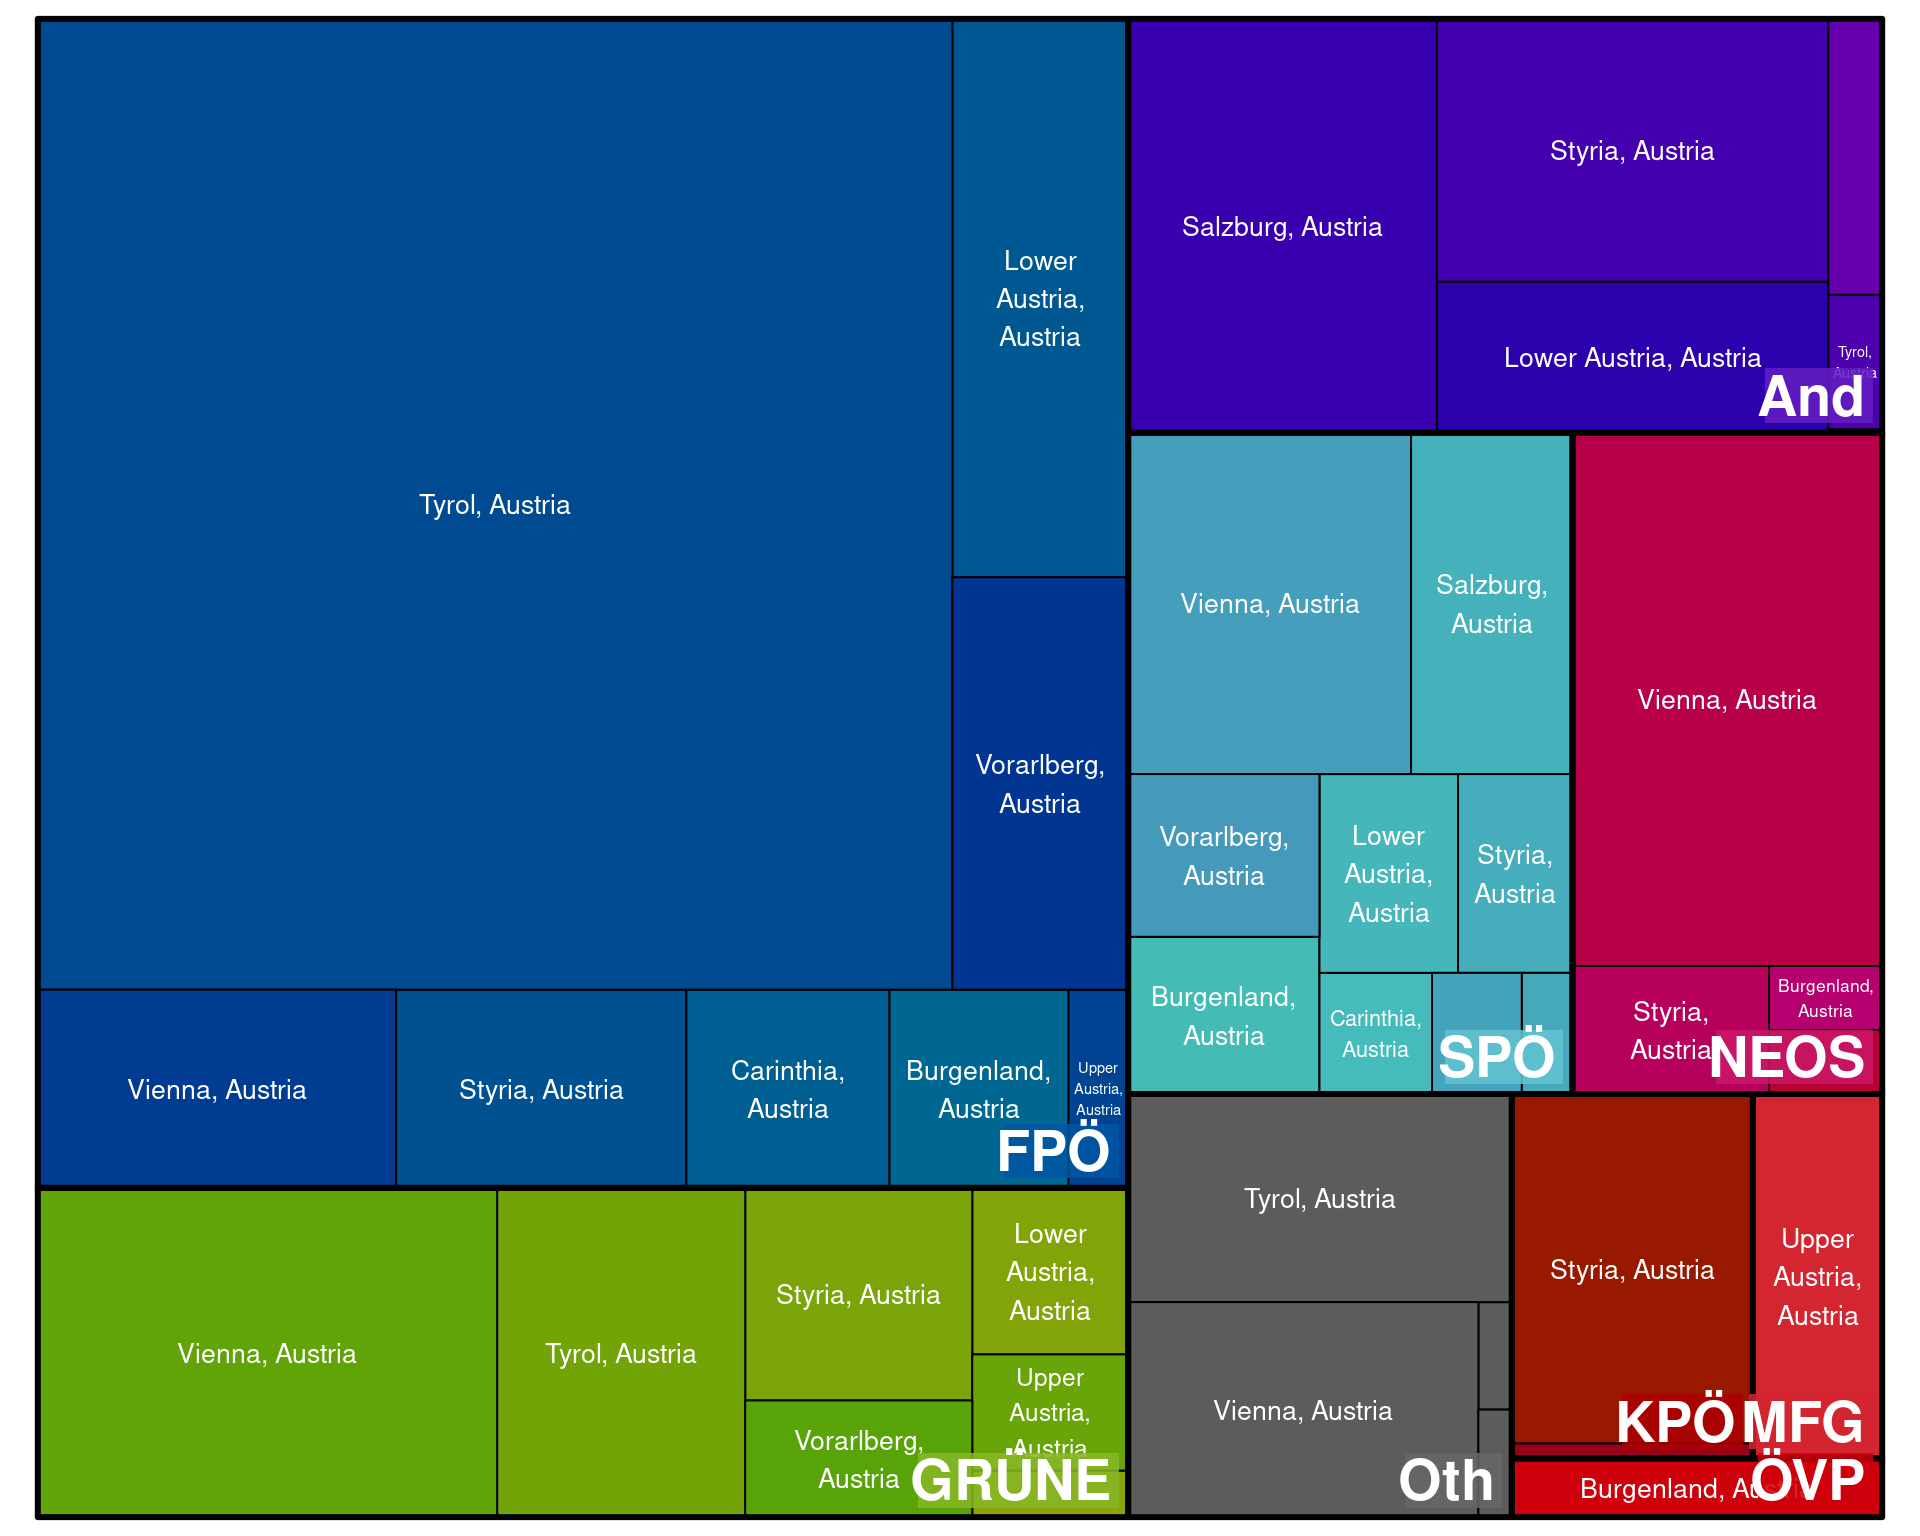 Tyrol, Austria
Lower
Austria,
Austria
Vorarlberg,
Austria
Vienna, Austria
Styria, Austria
Carinthia,
Austria
Burgenland,
Austria
Upper
Austria,
Austria
FPÖ
Vienna, Austria
Tyrol, Austria
Styria, Austria
Vorarlberg,
Austria
Lower
Austria,
Austria
Upper
Austria,
Austria
GRÜNE
Salzburg, Austria
Styria, Austria
Lower Austria, Austria
Tyrol,
Austria
And
Vienna, Austria
Salzburg,
Austria
Vorarlberg,
Austria
Lower
Austria,
Austria
Styria,
Austria
Burgenland,
Austria
Carinthia,
Austria
SPÖ
Vienna, Austria
Styria,
Austria
Burgenland,
Austria
NEOS
Tyrol, Austria
Vienna, Austria
Oth
Styria, Austria
KPÖ
Upper
Austria,
Austria
MFG
Burgenland, Austria
ÖVP